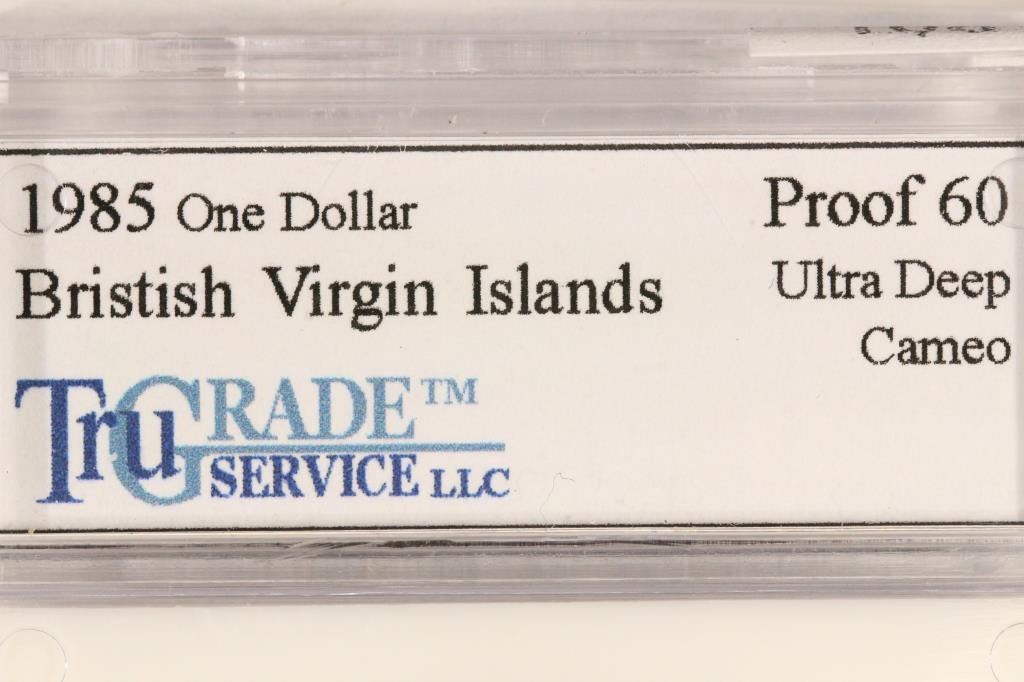 1985 One Dollar Proof 60
Bristish Virgin Islands Ultra Deep
Cameo
TruGRADE™
SERVICE LLC